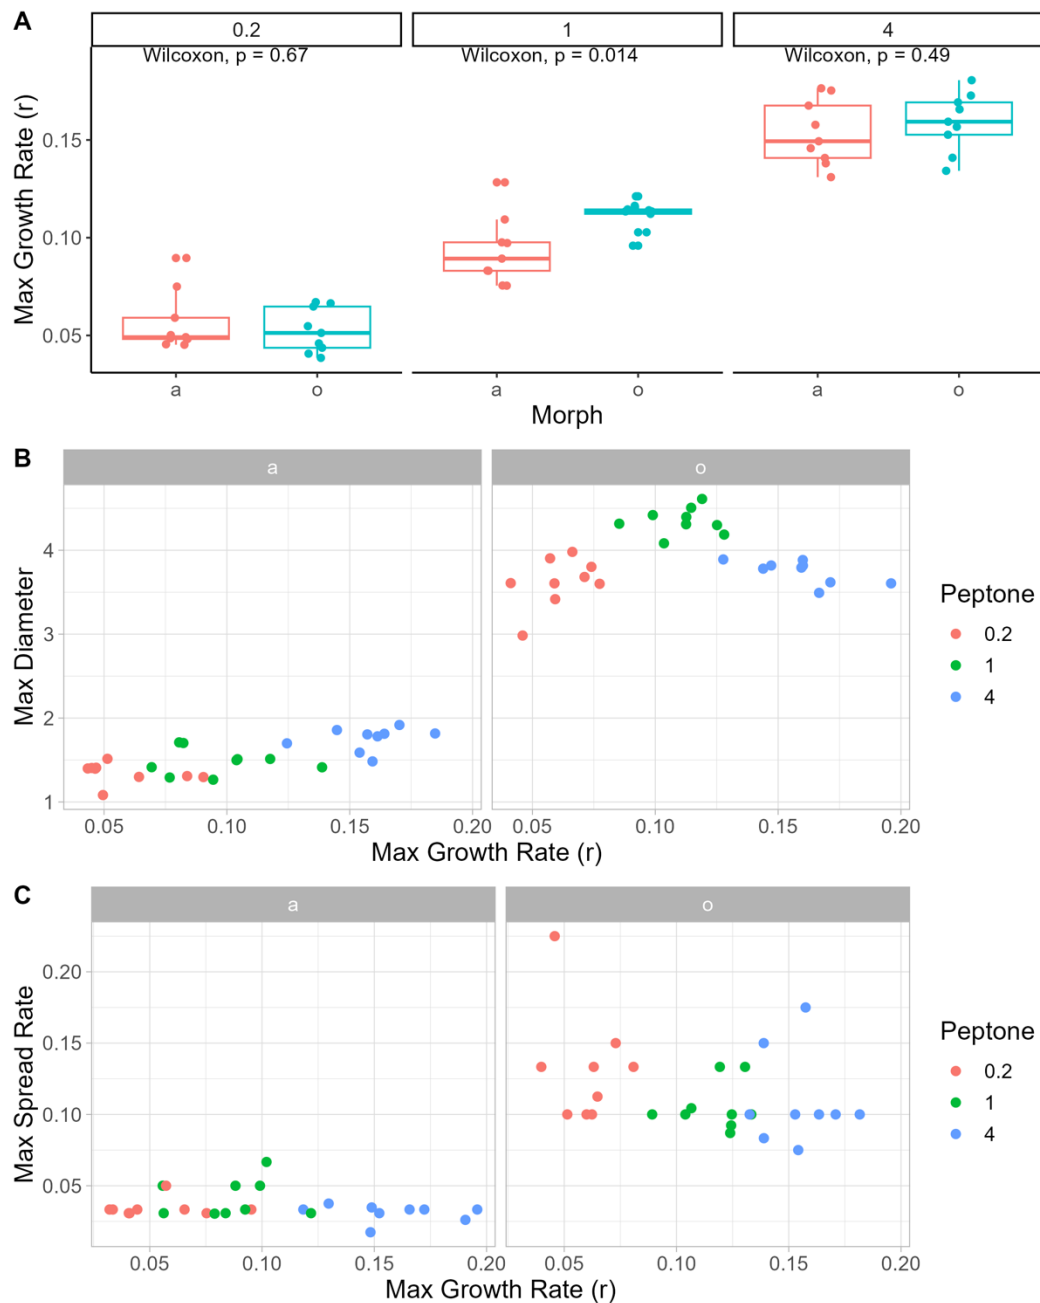 A
0.2
1
4
Wilcoxon, p = 0.67
Wilcoxon, p = 0.014
Wilcoxon, p = 0.49
Max Growth Rate (r)
0.15
0.10
0.05
a
o
a
o
a
o
Morph
B
a
o
Max Diameter
4
3
2
1
0.05
0.10
0.15
0.20
0.05
0.10
0.15
0.20
Max Growth Rate (r)
Peptone
0.2
1
4
C
a
o
Max Spread Rate
0.20
0.15
0.10
0.05
0.05
0.10
0.15
0.20
0.05
0.10
0.15
0.20
Max Growth Rate (r)
Peptone
0.2
1
4